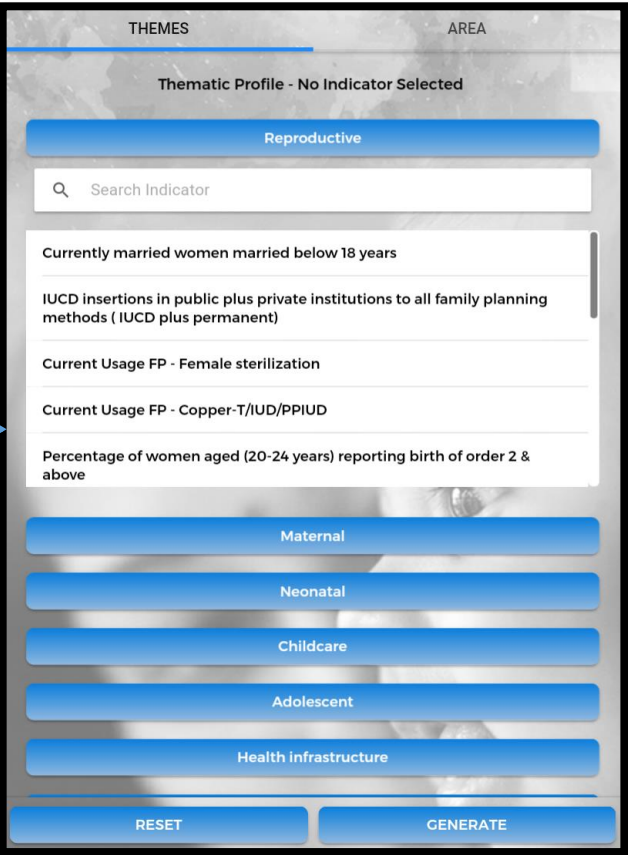 THEMES
AREA
Thematic Profile - No Indicator Selected
Reproductive
Search Indicator
Currently married women married below 18 years
IUCD insertions in public plus private institutions to all family planning
methods ( IUCD plus permanent)
Current Usage FP - Female sterilization
Current Usage FP - Copper-T/IUD/PPIUD
Percentage of women aged (20-24 years) reporting birth of order 2 &
above
Maternal
Neonatal
Childcare
Adolescent
Health infrastructure
RESET
GENERATE